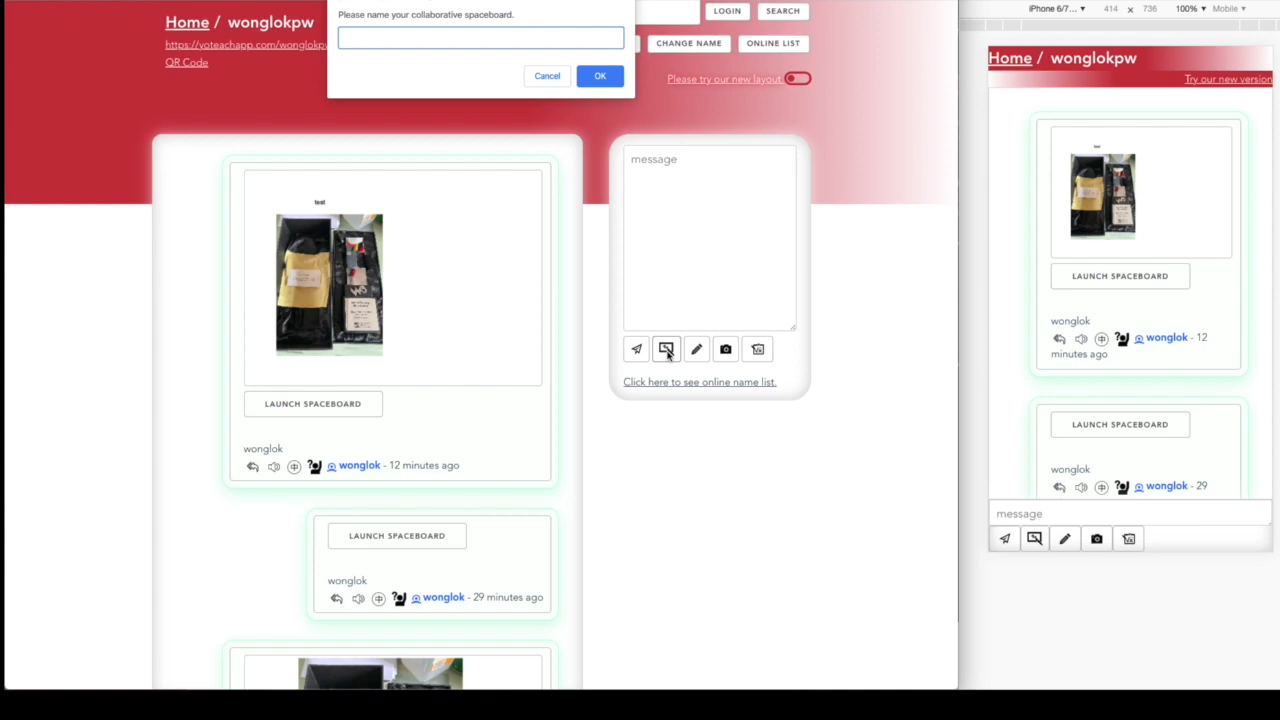 Please name your collaborative spaceboard.
Cancel
OK
Home / wonglokpw
https://yoteachapp.com/wonglokpw
QR Code
LOGIN
SEARCH
CHANGE NAME
ONLINE LIST
Please try our new layout
test
LAUNCH SPACEBOARD
wonglok
wonglok - 12 minutes ago
LAUNCH SPACEBOARD
wonglok
wonglok - 29 minutes ago
message
Click here to see online name list.
iPhone 6/7... ▼ 414 × 736 100% ▼ Mobile ▼
Home / wonglokpw
Try our new version
test
LAUNCH SPACEBOARD
wonglok
wonglok - 12
minutes ago
LAUNCH SPACEBOARD
wonglok
wonglok - 29
message